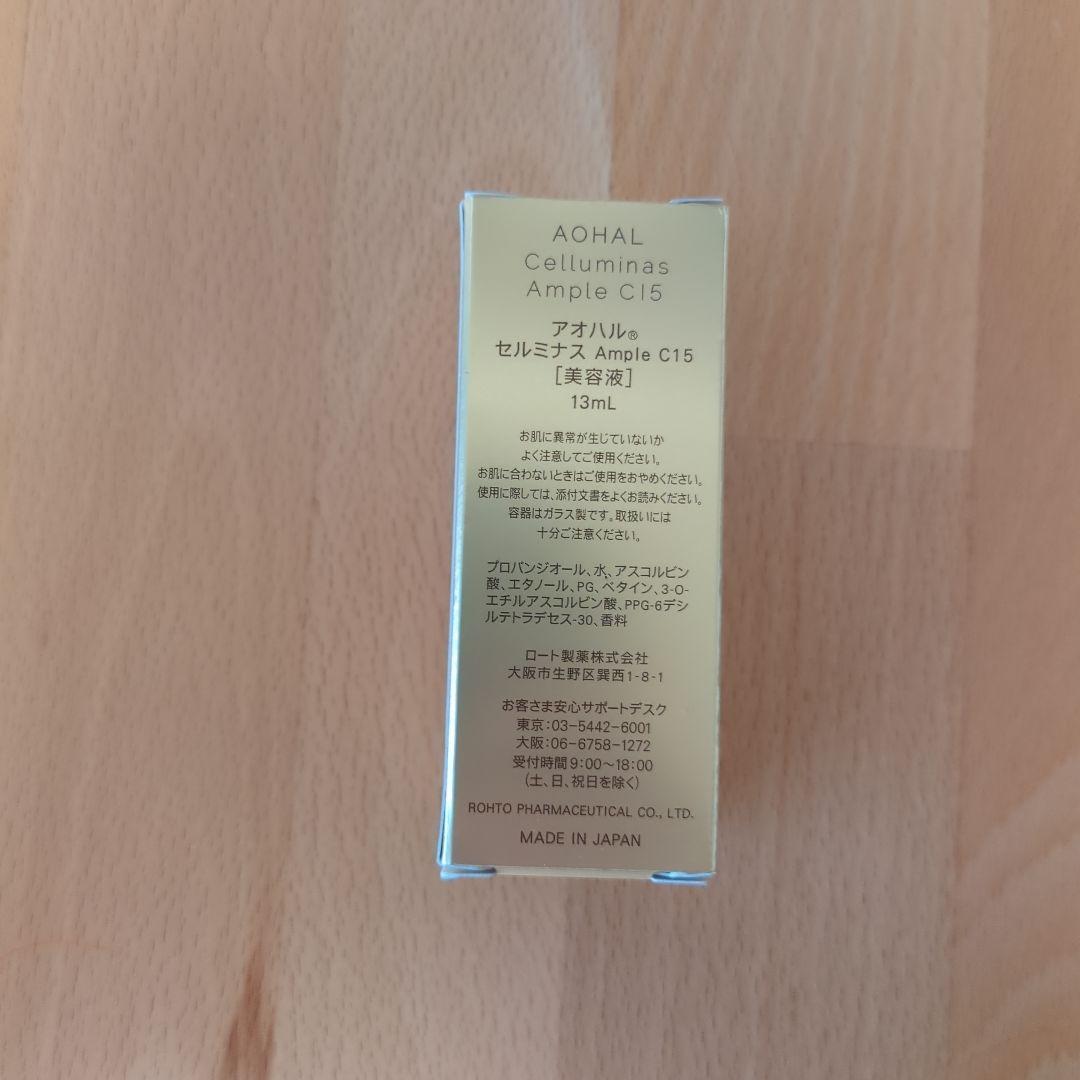 AOHAL
Celluminas
Ample C15
アオハル®
セルミナス Ample C15
［美容液］
13mL
お肌に異常が生じていないか
よく注意してご使用ください。
お肌に合わないときはご使用をおやめください。
使用に際しては、添付文書をよくお読みください。
容器はガラス製です。取扱いには
十分ご注意ください。
プロパンジオール、水、アスコルビン
酸、エタノール、PG、ベタイン、3-O-
エチルアスコルビン酸、PPG-6デシ
ルテトラデセス-30、香料
ロート製薬株式会社
大阪市生野区巽西1-8-1
お客さま安心サポートデスク
東京：03-5442-6001
大阪：06-6758-1272
受付時間9：00〜18：00
（土、日、祝日を除く）
ROHTO PHARMACEUTICAL CO., LTD.
MADE IN JAPAN